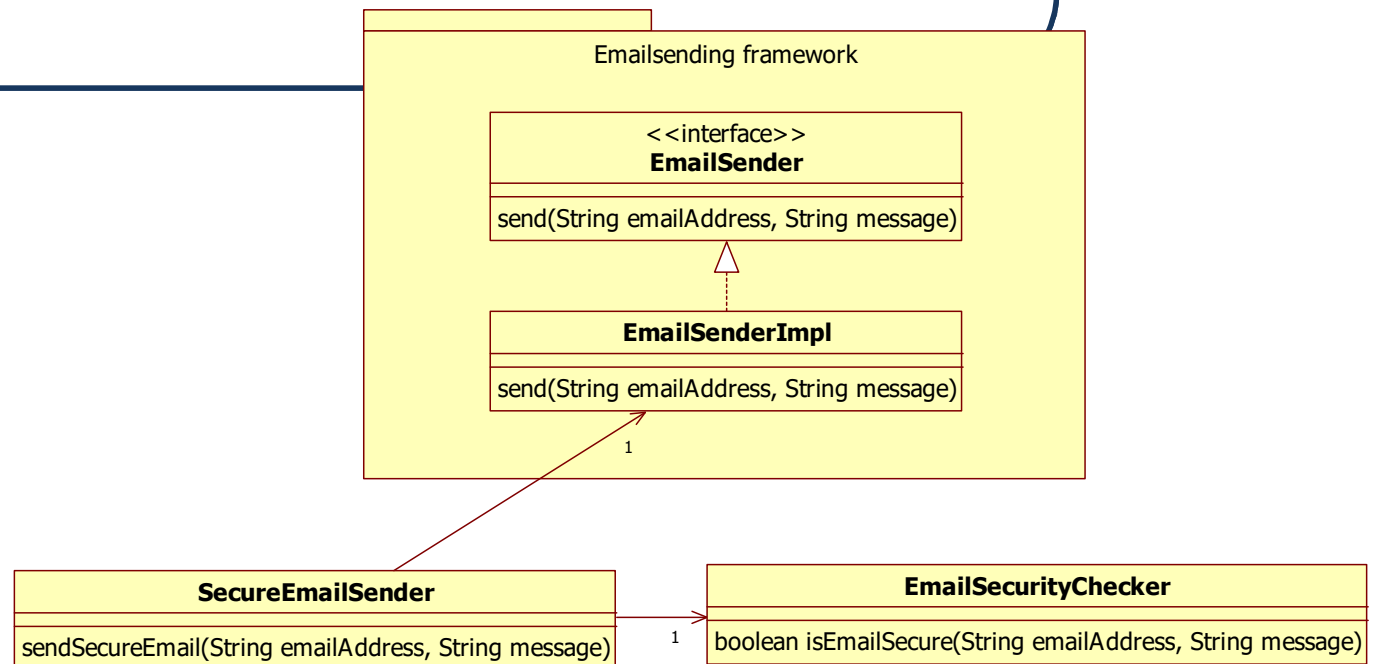 Emailsending framework
<<interface>>
EmailSender
send(String emailAddress, String message)
EmailSenderImpl
send(String emailAddress, String message)
1
SecureEmailSender
sendSecureEmail(String emailAddress, String message)
1
EmailSecurityChecker
boolean isEmailSecure(String emailAddress, String message)